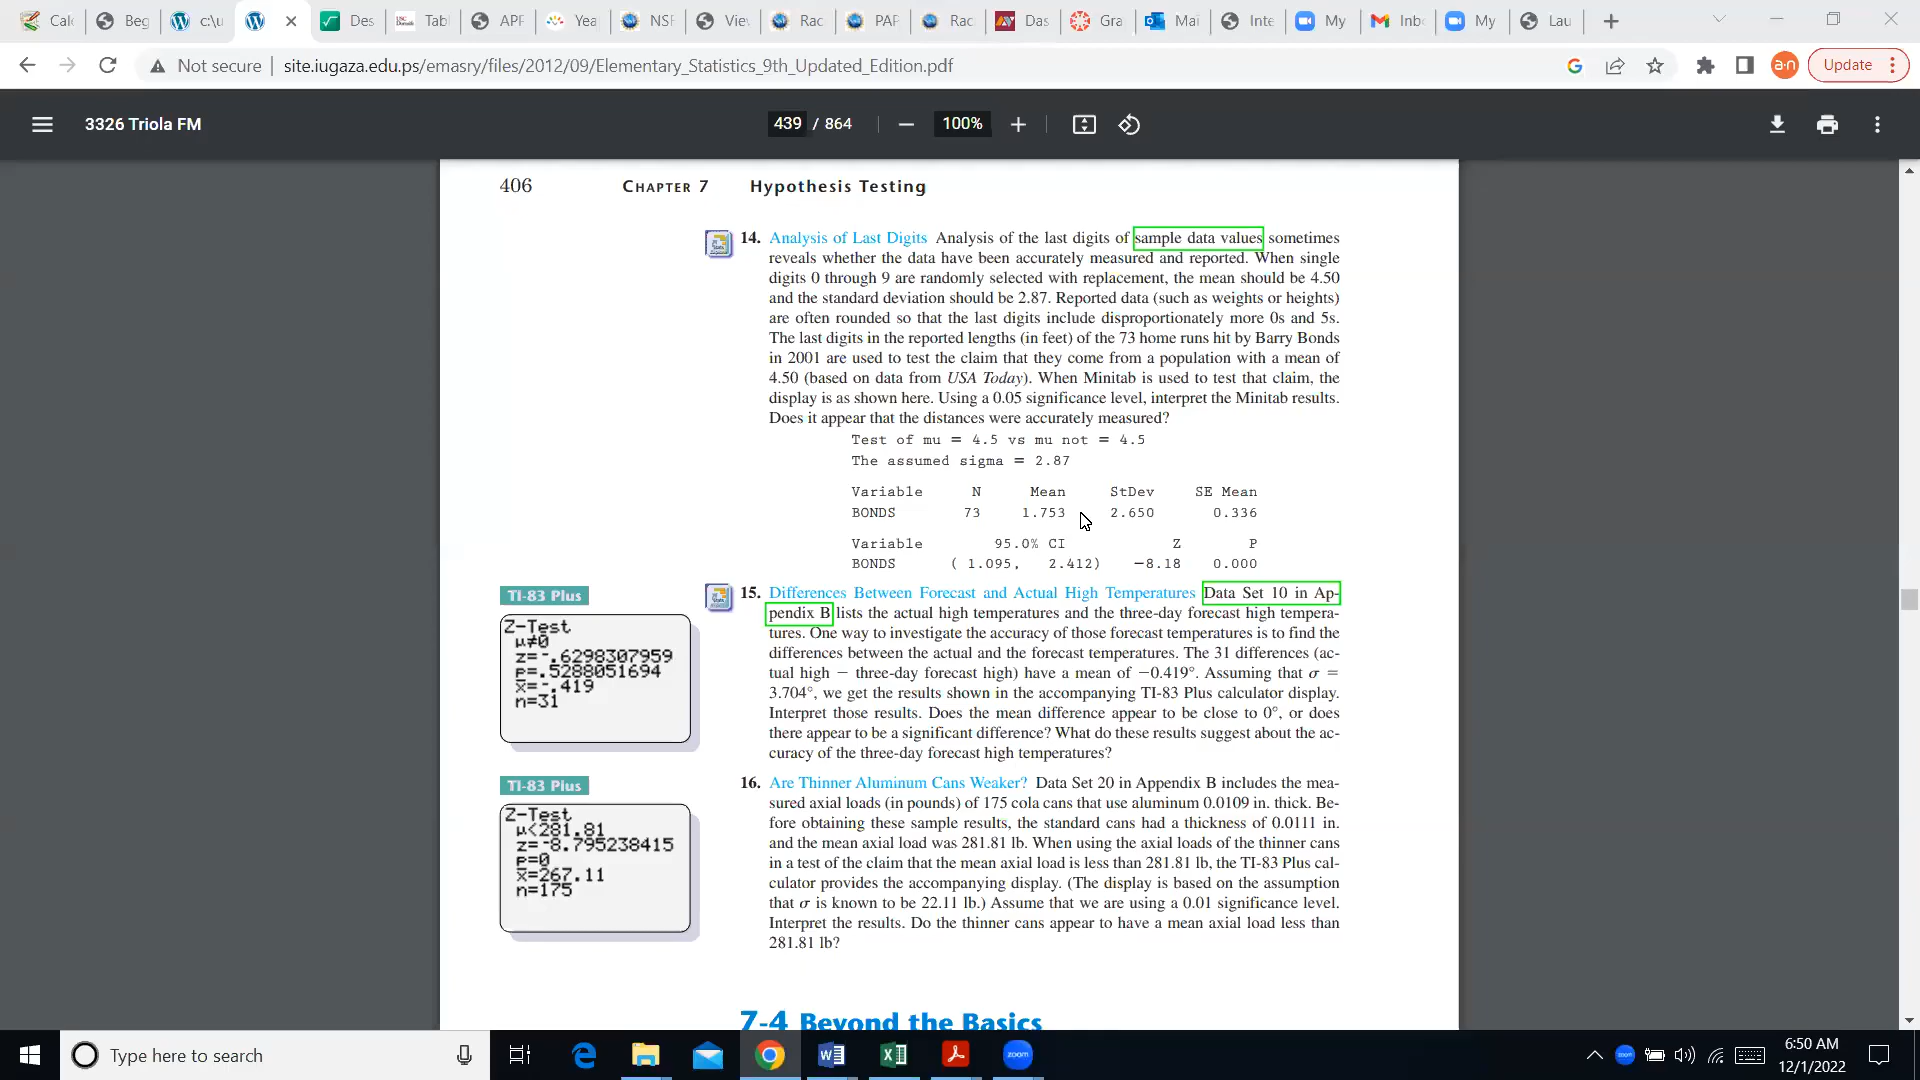 Calc
Beg
c:\u
Des
Tabl
APF
Yea
NSF
View
Rac
PAP
Rac
Das
Gra
Mai
Inte
My
Inbo
My
Lau
Not secure | site.iugaza.edu.ps/emasry/files/2012/09/Elementary_Statistics_9th_Updated_Edition.pdf
a-n
Update
3326 Triola FM
439 / 864
100%
406 CHAPTER 7 Hypothesis Testing
14. Analysis of Last Digits Analysis of the last digits of sample data values sometimes
reveals whether the data have been accurately measured and reported. When single
digits 0 through 9 are randomly selected with replacement, the mean should be 4.50
and the standard deviation should be 2.87. Reported data (such as weights or heights)
are often rounded so that the last digits include disproportionately more 0s and 5s.
The last digits in the reported lengths (in feet) of the 73 home runs hit by Barry Bonds
in 2001 are used to test the claim that they come from a population with a mean of
4.50 (based on data from USA Today). When Minitab is used to test that claim, the
display is as shown here. Using a 0.05 significance level, interpret the Minitab results.
Does it appear that the distances were accurately measured?
Test of mu = 4.5 vs mu not = 4.5
The assumed sigma = 2.87
Variable N Mean StDev SE Mean
BONDS 73 1.753 2.650 0.336
Variable 95.0% CI Z P
BONDS ( 1.095, 2.412) −8.18 0.000
15. Differences Between Forecast and Actual High Temperatures Data Set 10 in Ap-
pendix B lists the actual high temperatures and the three-day forecast high tempera-
tures. One way to investigate the accuracy of those forecast temperatures is to find the
differences between the actual and the forecast temperatures. The 31 differences (ac-
tual high − three-day forecast high) have a mean of −0.419°. Assuming that σ =
3.704°, we get the results shown in the accompanying TI-83 Plus calculator display.
Interpret those results. Does the mean difference appear to be close to 0°, or does
there appear to be a significant difference? What do these results suggest about the ac-
curacy of the three-day forecast high temperatures?
TI-83 Plus
Z-Test
μ≠0
z=-.6298307959
p=.5288051694
x̄=-.419
n=31
16. Are Thinner Aluminum Cans Weaker? Data Set 20 in Appendix B includes the mea-
sured axial loads (in pounds) of 175 cola cans that use aluminum 0.0109 in. thick. Be-
fore obtaining these sample results, the standard cans had a thickness of 0.0111 in.
and the mean axial load was 281.81 lb. When using the axial loads of the thinner cans
in a test of the claim that the mean axial load is less than 281.81 lb, the TI-83 Plus cal-
culator provides the accompanying display. (The display is based on the assumption
that σ is known to be 22.11 lb.) Assume that we are using a 0.01 significance level.
Interpret the results. Do the thinner cans appear to have a mean axial load less than
281.81 lb?
TI-83 Plus
Z-Test
μ<281.81
z=-8.795238415
p=0
x̄=267.11
n=175
7-4 Beyond the Basics
Type here to search
zoom
6:50 AM
12/1/2022